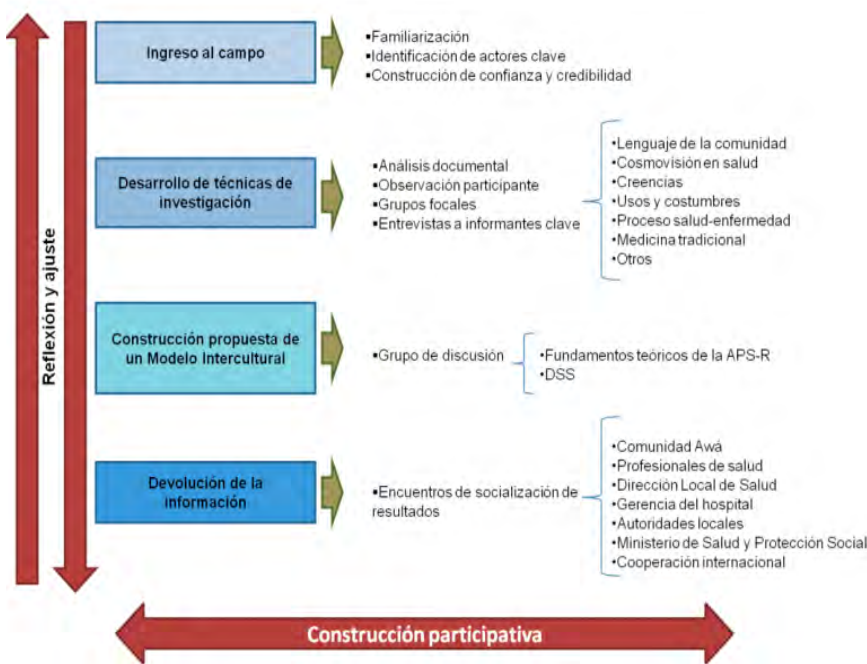 Ingreso al campo
▪Familiarización
▪Identificación de actores clave
▪Construcción de confianza y credibilidad
Desarrollo de técnicas de
investigación
▪Análisis documental
▪Observación participante
▪Grupos focales
▪Entrevistas a informantes clave
•Lenguaje de la comunidad
•Cosmovisión en salud
•Creencias
•Usos y costumbres
•Proceso salud-enfermedad
•Medicina tradicional
•Otros
Reflexión y ajuste
Construcción propuesta de
un Modelo Intercultural
▪Grupo de discusión
•Fundamentos teóricos de la APS-R
•DSS
Devolución de la
información
▪Encuentros de socialización de
resultados
•Comunidad Awá
•Profesionales de salud
•Dirección Local de Salud
•Gerencia del hospital
•Autoridades locales
•Ministerio de Salud y Protección Social
•Cooperación internacional
Construcción participativa